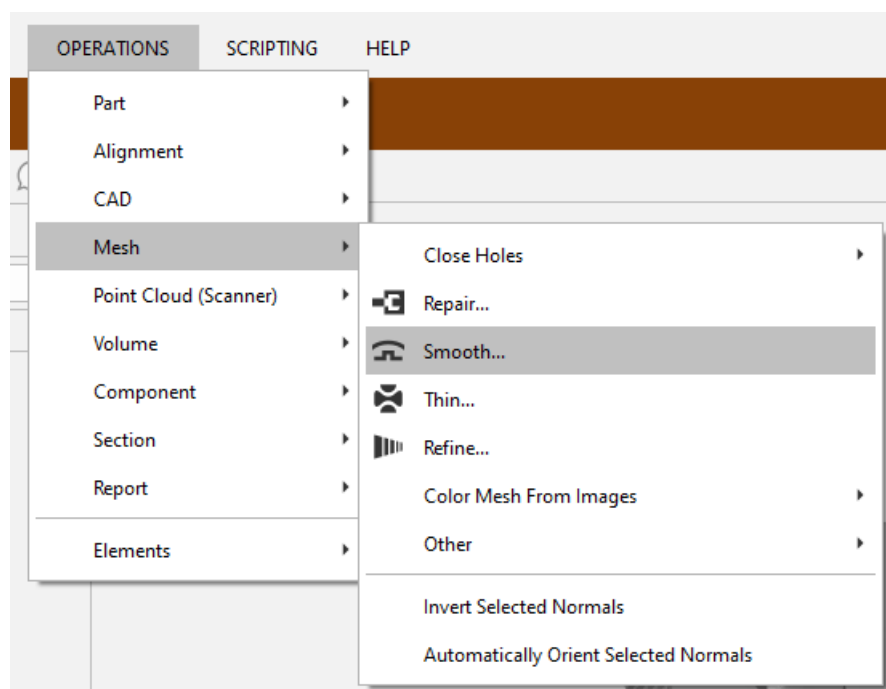 OPERATIONS SCRIPTING HELP
Part
Alignment
CAD
Mesh
Point Cloud (Scanner)
Volume
Component
Section
Report
Elements
Close Holes
Repair...
Smooth...
Thin...
Refine...
Color Mesh From Images
Other
Invert Selected Normals
Automatically Orient Selected Normals